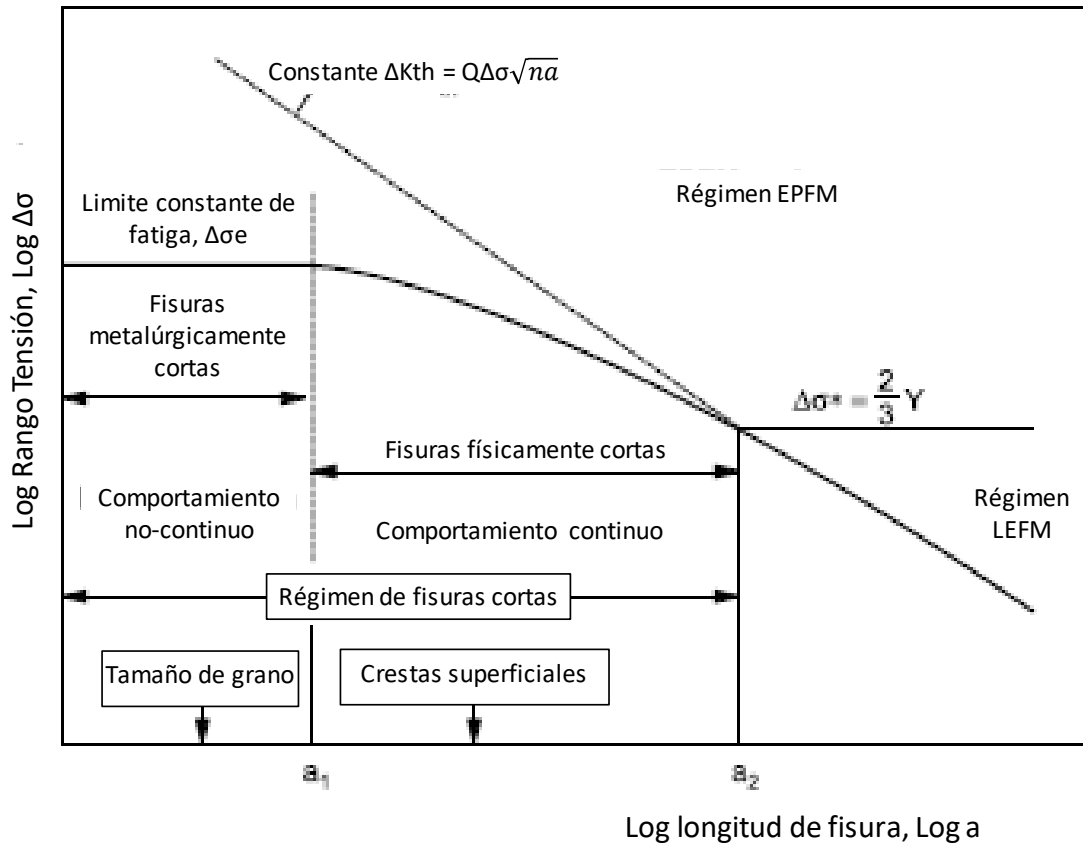 Constante ΔKth = QΔσ√na
Régimen EPFM
Limite constante de
fatiga, Δσe
Log Rango Tensión, Log Δσ
Fisuras
metalúrgicamente
cortas
Δσ* = 2/3 Y
Fisuras físicamente cortas
Comportamiento
no-continuo
Comportamiento continuo
Régimen
LEFM
Régimen de fisuras cortas
Tamaño de grano
Crestas superficiales
a₁
a₂
Log longitud de fisura, Log a